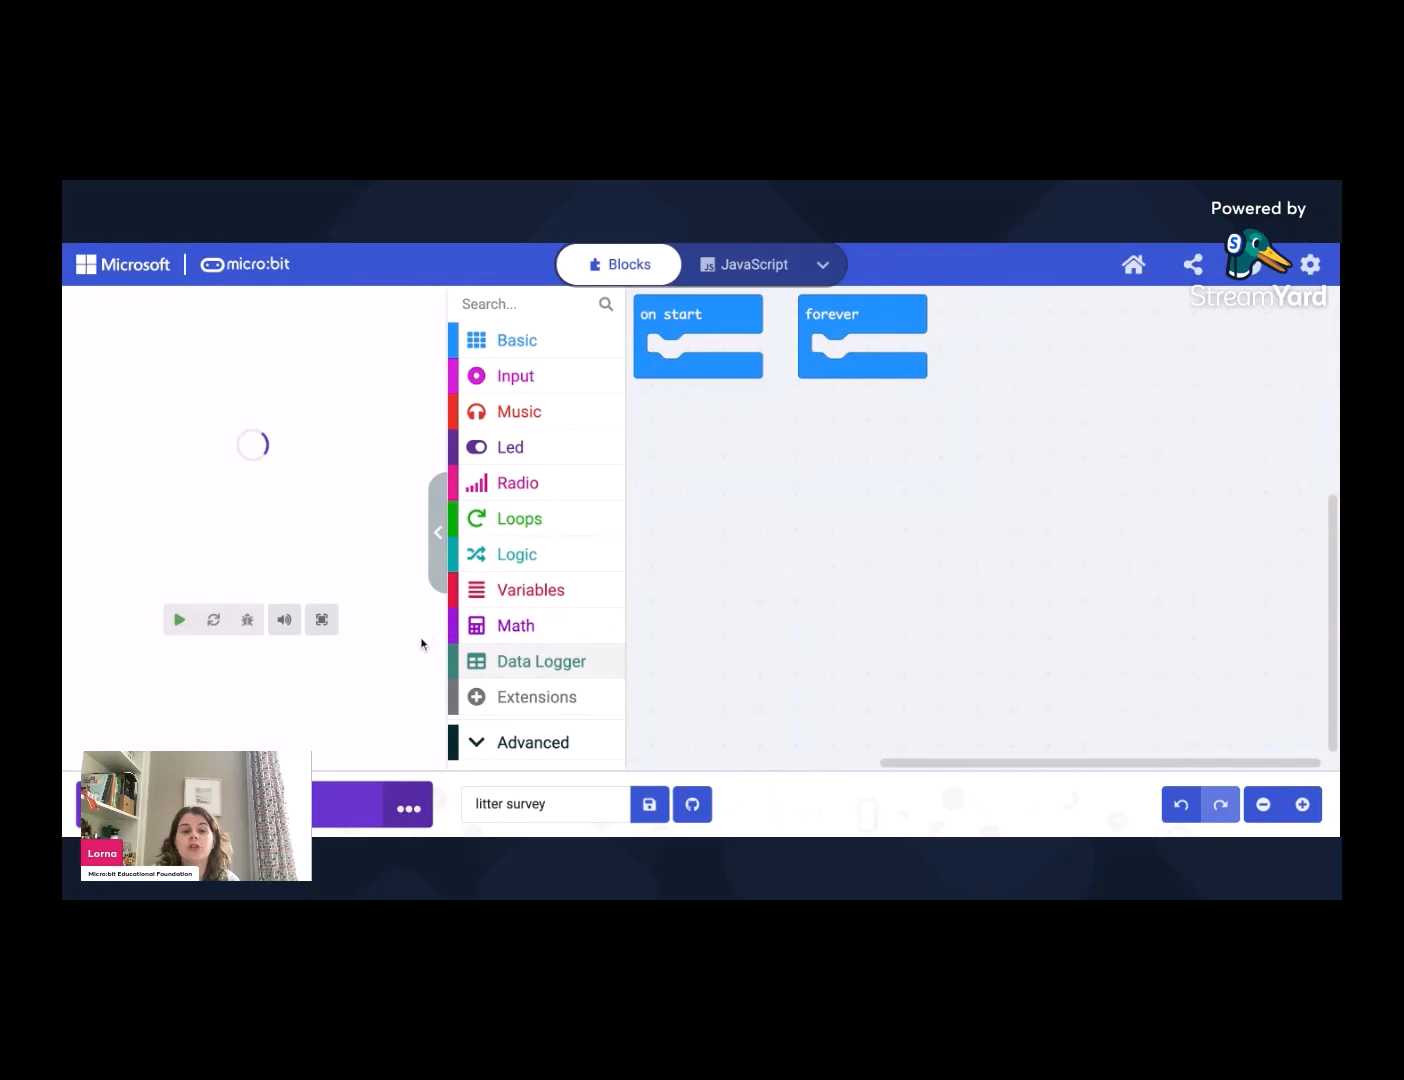 Powered by
StreamYard
Microsoft
micro:bit
Blocks
JS
JavaScript
Search...
Basic
Input
Music
Led
Radio
Loops
Logic
Variables
Math
Data Logger
Extensions
Advanced
on start
forever
litter survey
Lorna
Micro:bit Educational Foundation